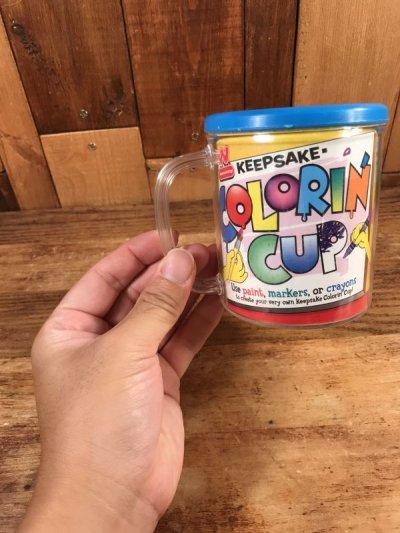 KEEPSAKE
COLORIN'
CUP
Use paint, markers, or crayons
to create your very own Keepsake Colorin' Cup!